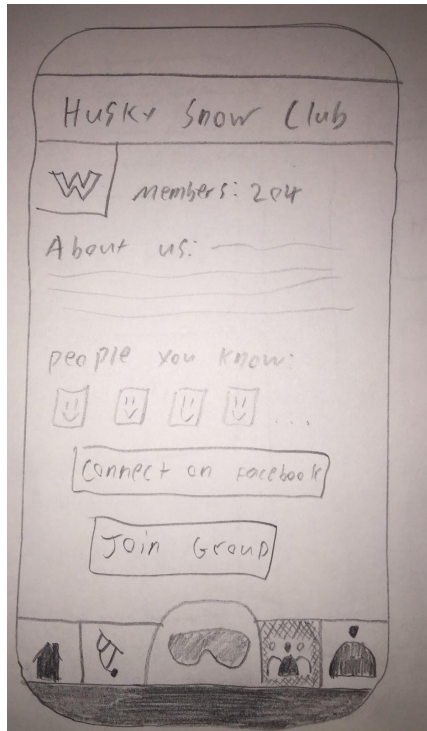 Husky Snow Club
W
Members: 204
About us:
people you know:
...
Connect on Facebook
Join Group